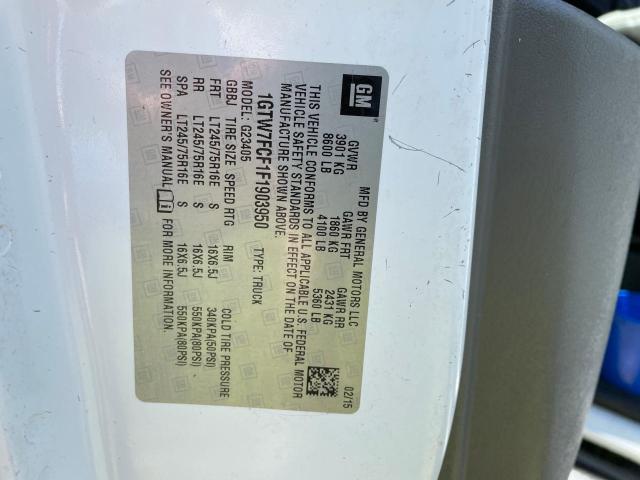 GM
MFD BY GENERAL MOTORS LLC
02/15
GVWR GAWR FRT GAWR RR
3901 KG 1860 KG 2431 KG
8600 LB 4100 LB 5360 LB
THIS VEHICLE CONFORMS TO ALL APPLICABLE U.S. FEDERAL MOTOR
VEHICLE SAFETY STANDARDS IN EFFECT ON THE DATE OF
MANUFACTURE SHOWN ABOVE.
1GTW7FCF1F1903950 TYPE: TRUCK
MODEL: G23405
GBBJ TIRE SIZE SPEED RTG RIM COLD TIRE PRESSURE
FRT LT245/75R16E S 16X6.5J 340KPA(50PSI)
RR LT245/75R16E S 16X6.5J 550KPA(80PSI)
SPA LT245/75R16E S 16X6.5J 550KPA(80PSI)
SEE OWNER'S MANUAL i FOR MORE INFORMATION.